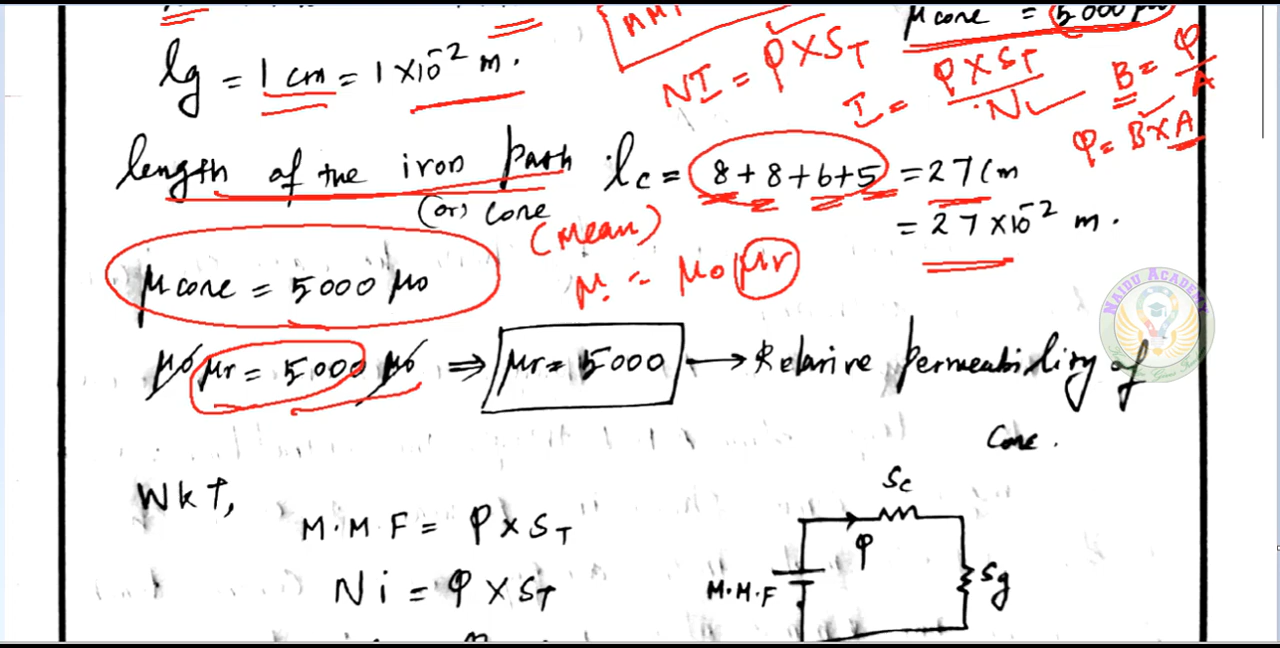 MMF
μ core = 5000 μo
lg = 1 cm = 1 × 10⁻² m.
NI = φ × ST
I = φ × ST / N
B = φ / A
φ = B × A
length of the iron path lc = 8 + 8 + 6 + 5 = 27 Cm
(or) core
(Mean)
= 27 × 10⁻² m.
μ core = 5000 μo
μ = μo μr
μo μr = 5000 μo ⇒ μr = 5000 → Relative permeability of
Core.
WKT,
M.M.F = φ × ST
Ni = φ × ST
Sc
φ
M.M.F
Sg
NAIDU ACADEMY